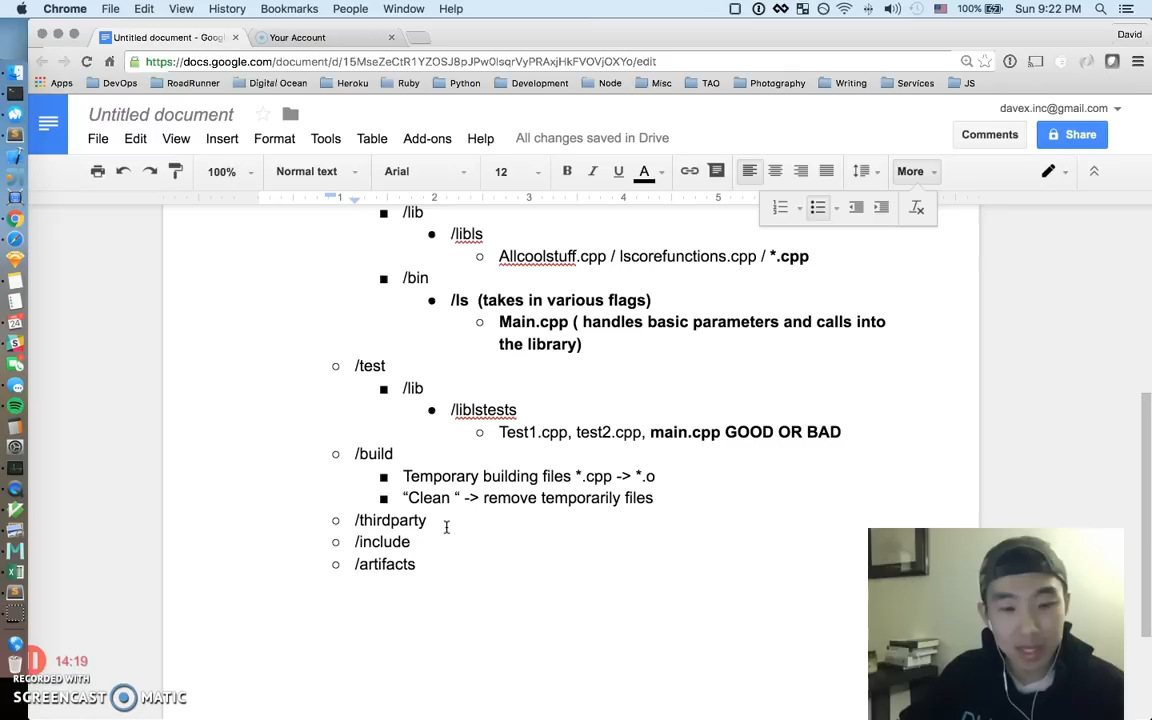 Chrome File Edit View History Bookmarks People Window Help 100% Sun 9:22 PM
Untitled document - Goog × Your Account × David
https://docs.google.com/document/d/15MseZeCtR1YZOSJ8pJPw0lsqrVyPRAxjHkFVOVjOXYo/edit
Apps DevOps RoadRunner Digital Ocean Heroku Ruby Python Development Node Misc TAO Photography Writing Services JS
Untitled document davex.inc@gmail.com
File Edit View Insert Format Tools Table Add-ons Help All changes saved in Drive Comments Share
100% Normal text Arial 12 B I U A More
1 2 3 4 5
■ /lib
● /libls
○ Allcoolstuff.cpp / lscorefunctions.cpp / *.cpp
■ /bin
● /ls (takes in various flags)
○ Main.cpp ( handles basic parameters and calls into
the library)
○ /test
■ /lib
● /liblstests
○ Test1.cpp, test2.cpp, main.cpp GOOD OR BAD
○ /build
■ Temporary building files *.cpp -> *.o
■ “Clean “ -> remove temporarily files
○ /thirdparty
○ /include
○ /artifacts
14:19
RECORDED WITH
SCREENCAST MATIC